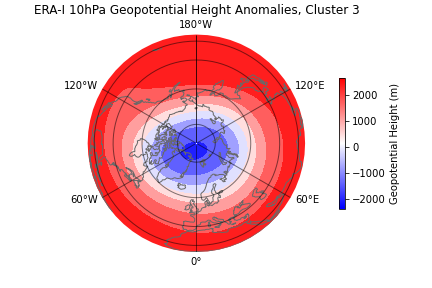 ERA-I 10hPa Geopotential Height Anomalies, Cluster 3
180°W
120°W
120°E
60°W
60°E
0°
2000
1000
0
−1000
−2000
Geopotential Height (m)